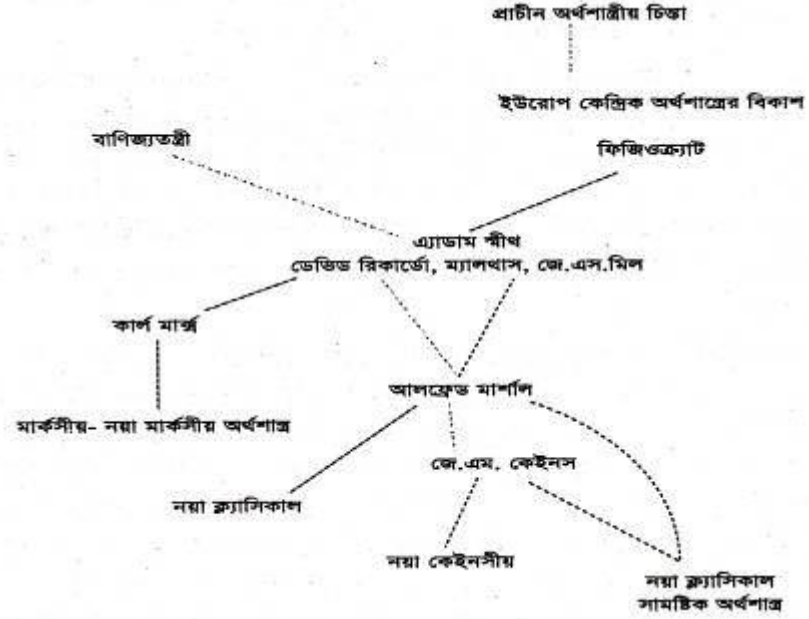 প্রাচীন অর্থশাস্ত্রীয় চিন্তা
ইউরোপ কেন্দ্রিক অর্থশাস্ত্রের বিকাশ
বাণিজ্যতন্ত্রী
ফিজিওক্র্যাট
এ্যাডাম স্মীথ
ডেভিড রিকার্ডো, ম্যালথাস, জে.এস.মিল
কার্ল মার্ক্স
আলফ্রেড মার্শাল
মার্কসীয়- নয়া মার্কসীয় অর্থশাস্ত্র
জে.এম. কেইনস
নয়া ক্ল্যাসিকাল
নয়া কেইনসীয়
নয়া ক্ল্যাসিকাল
সামষ্টিক অর্থশাস্ত্র